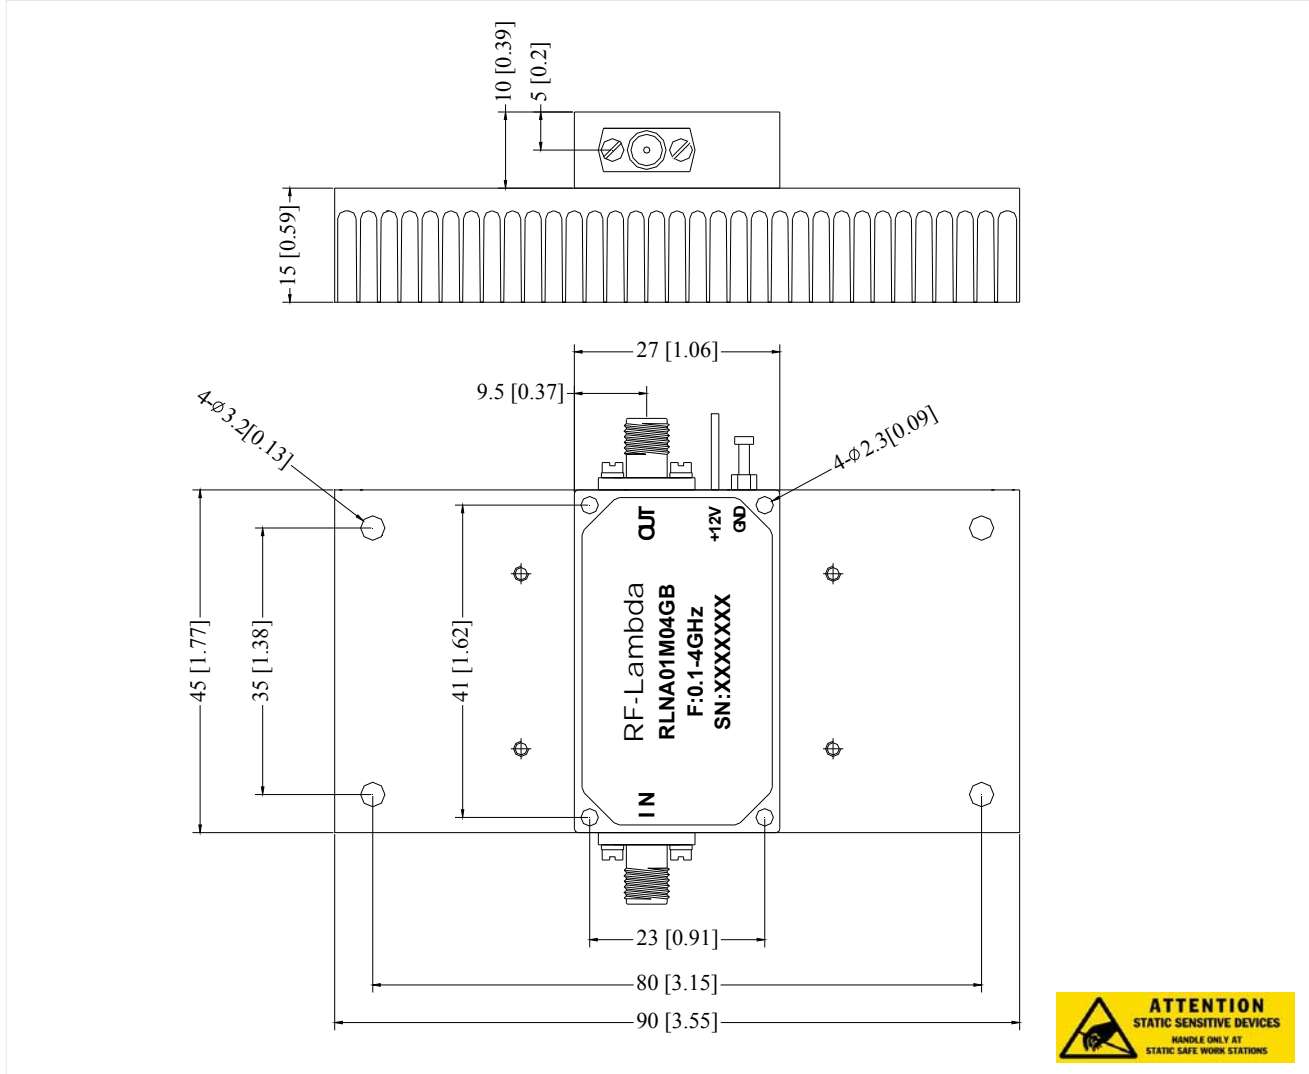 10 [0.39]
5 [0.2]
15 [0.59]
27 [1.06]
9.5 [0.37]
4-⌀3.2[0.13]
4-⌀2.3[0.09]
OUT
+12V
GND
45 [1.77]
35 [1.38]
41 [1.62]
RF-Lambda
RLNA01M04GB
F:0.1-4GHz
SN:XXXXXXX
IN
23 [0.91]
80 [3.15]
90 [3.55]
ATTENTION
STATIC SENSITIVE DEVICES
HANDLE ONLY AT
STATIC SAFE WORK STATIONS